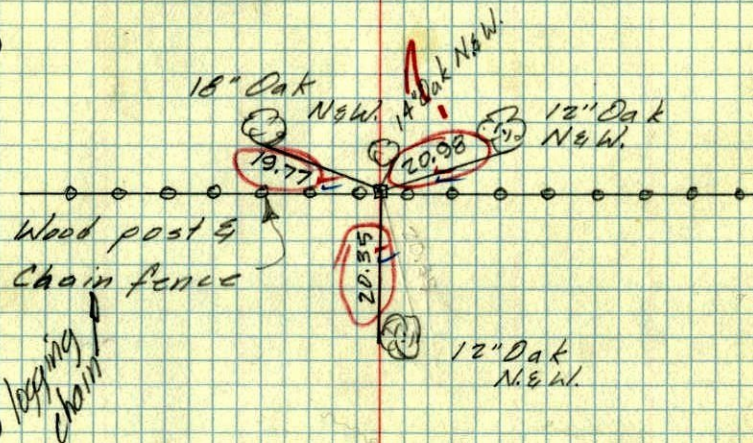 18" Oak
N&W.
14" Oak N.&W.
12" Oak
N&W.
19.77
20.98
Wood post &
Chain fence
20.35
logging
chain
12" Oak
N.&W.